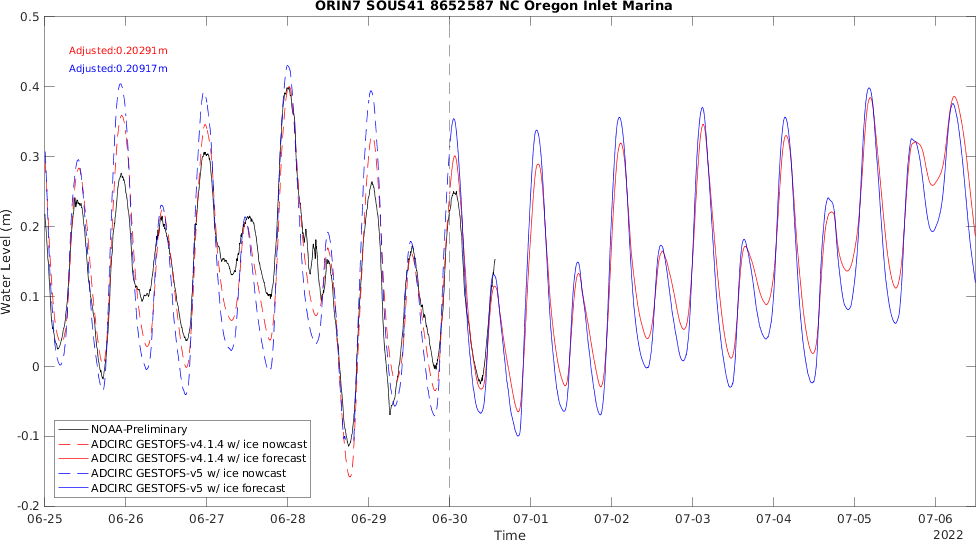 ORIN7 SOUS41 8652587 NC Oregon Inlet Marina
0.5
Adjusted:0.20291m
Adjusted:0.20917m
0.4
0.3
0.2
0.1
0
-0.1
-0.2
Water Level (m)
NOAA-Preliminary
ADCIRC GESTOFS-v4.1.4 w/ ice nowcast
ADCIRC GESTOFS-v4.1.4 w/ ice forecast
ADCIRC GESTOFS-v5 w/ ice nowcast
ADCIRC GESTOFS-v5 w/ ice forecast
06-25 06-26 06-27 06-28 06-29 06-30 07-01 07-02 07-03 07-04 07-05 07-06
Time
2022